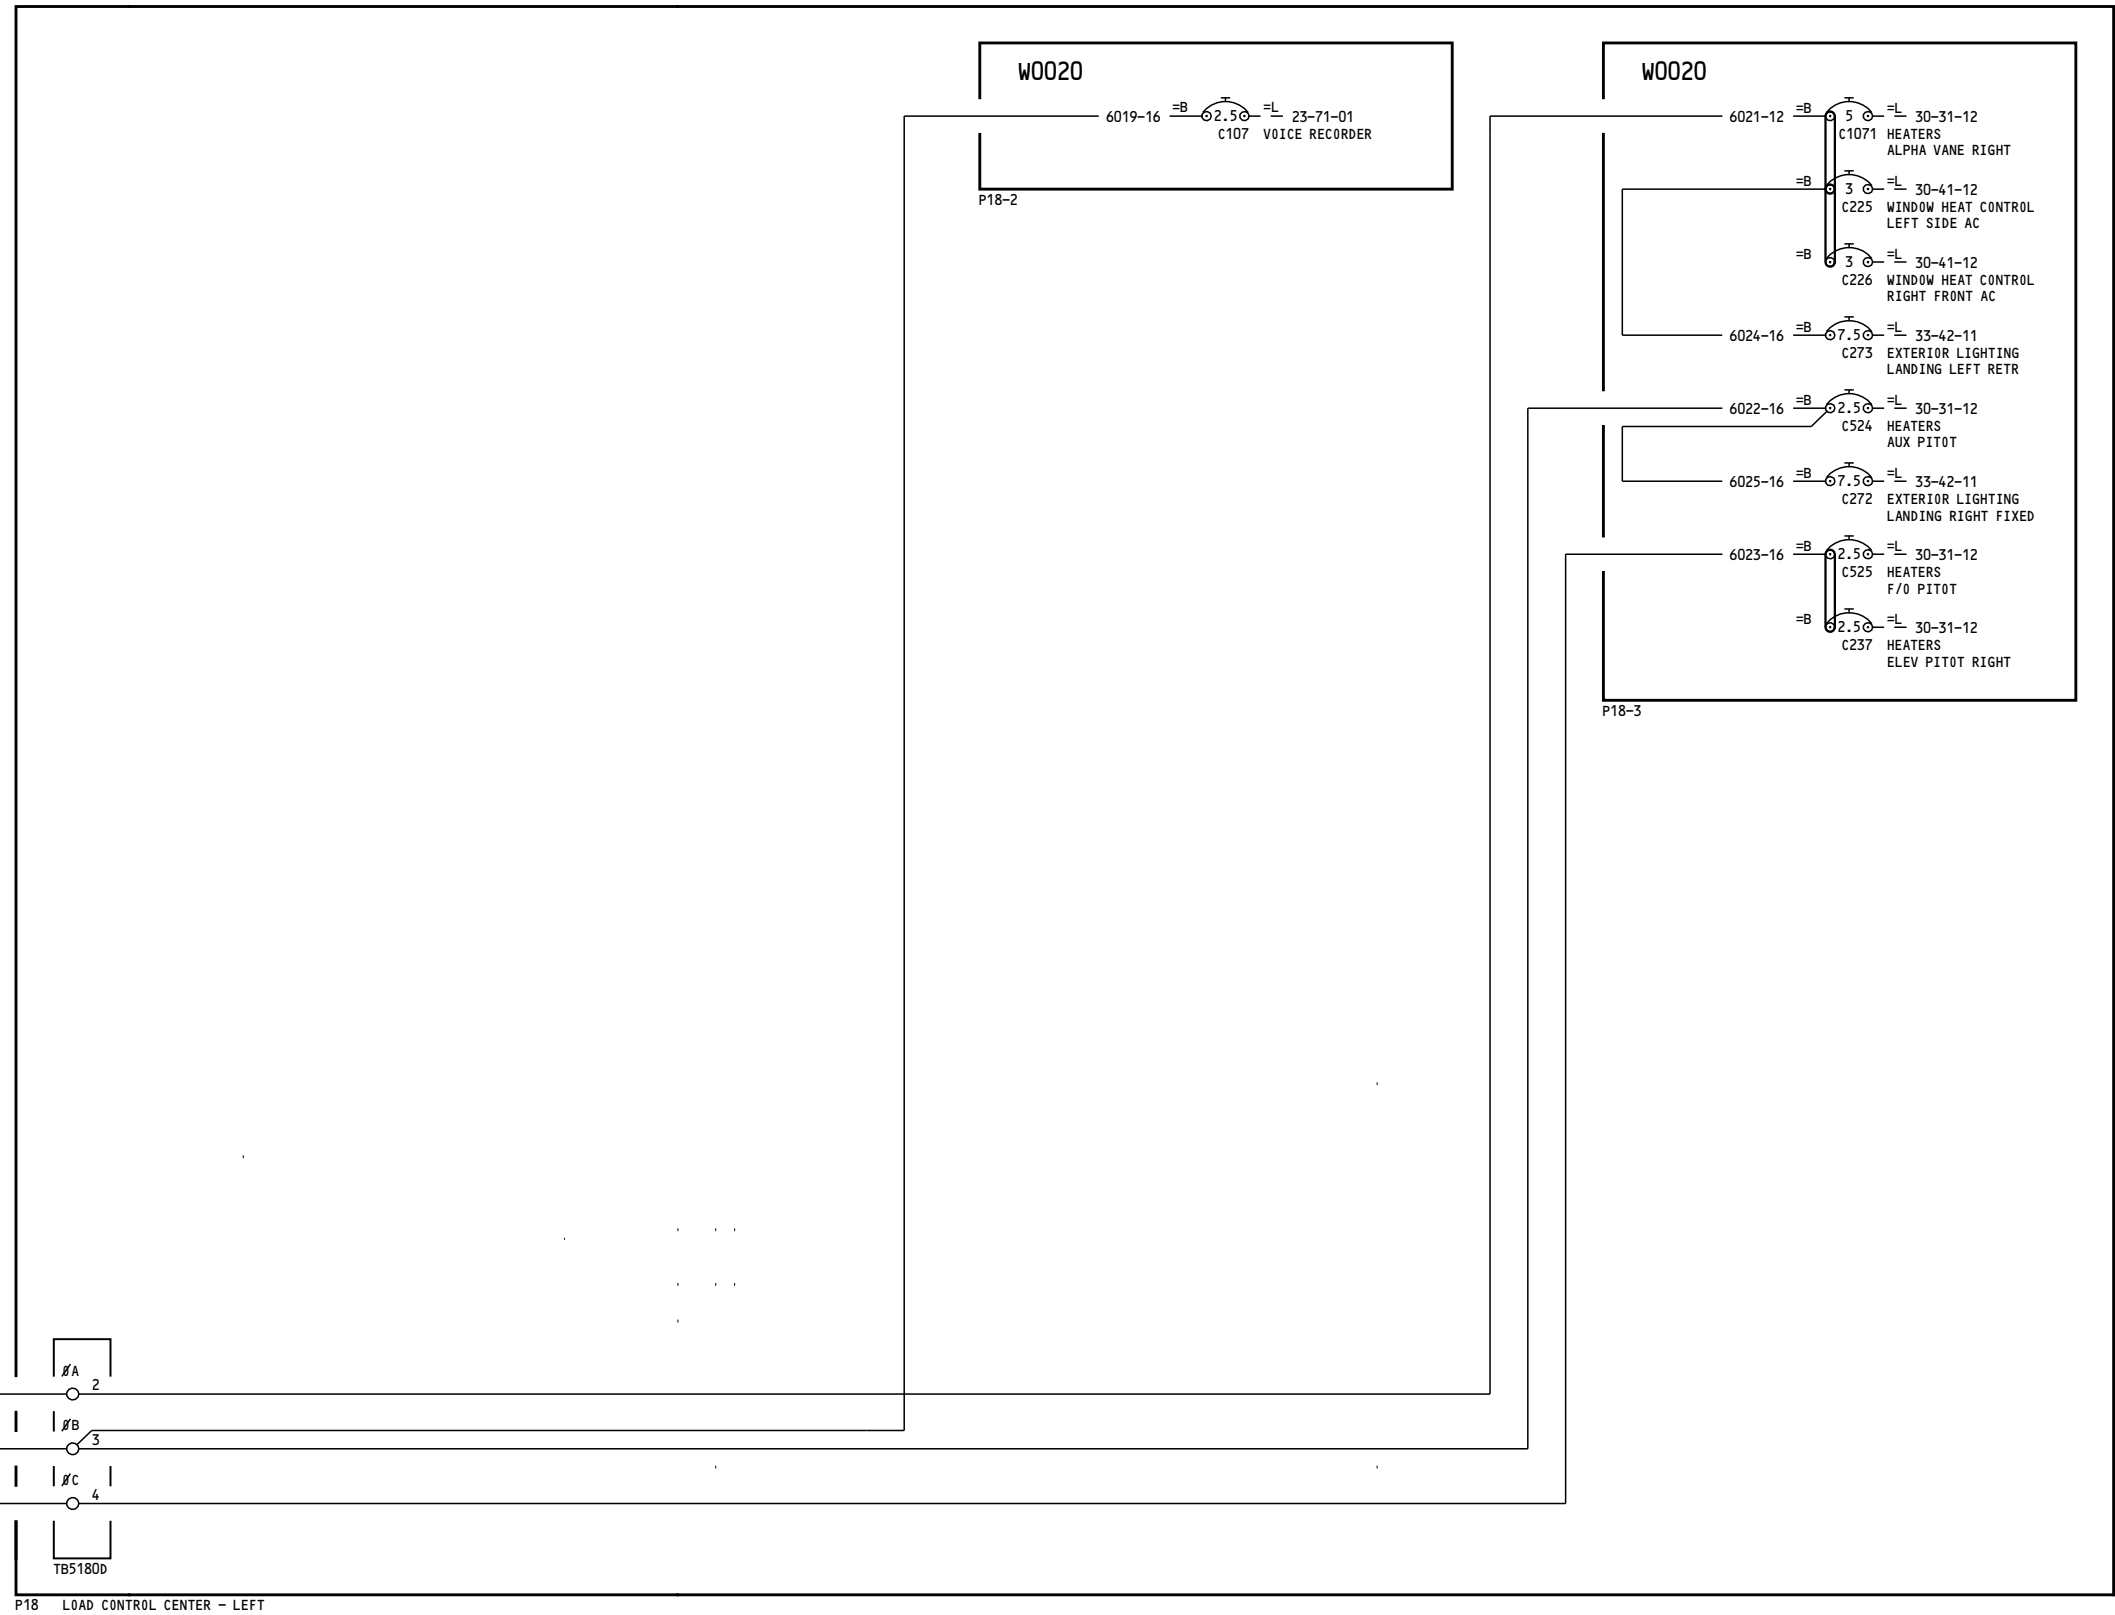 W0020
6019-16 =B 2.5 =L 23-71-01
C107 VOICE RECORDER
P18-2
W0020
6021-12 =B 5 =L 30-31-12
C1071 HEATERS
ALPHA VANE RIGHT
=B 3 =L 30-41-12
C225 WINDOW HEAT CONTROL
LEFT SIDE AC
=B 3 =L 30-41-12
C226 WINDOW HEAT CONTROL
RIGHT FRONT AC
6024-16 =B 7.5 =L 33-42-11
C273 EXTERIOR LIGHTING
LANDING LEFT RETR
6022-16 =B 2.5 =L 30-31-12
C524 HEATERS
AUX PITOT
6025-16 =B 7.5 =L 33-42-11
C272 EXTERIOR LIGHTING
LANDING RIGHT FIXED
6023-16 =B 2.5 =L 30-31-12
C525 HEATERS
F/O PITOT
=B 2.5 =L 30-31-12
C237 HEATERS
ELEV PITOT RIGHT
P18-3
ØA
2
ØB
3
ØC
4
TB5180D
P18 LOAD CONTROL CENTER - LEFT